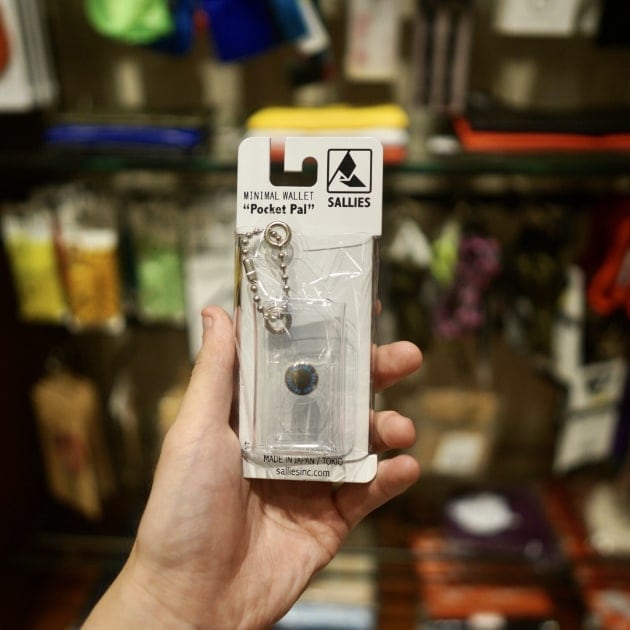 MINIMAL WALLET
“Pocket Pal”
SALLIES
MADE IN JAPAN / TOKIO
salliesinc.com